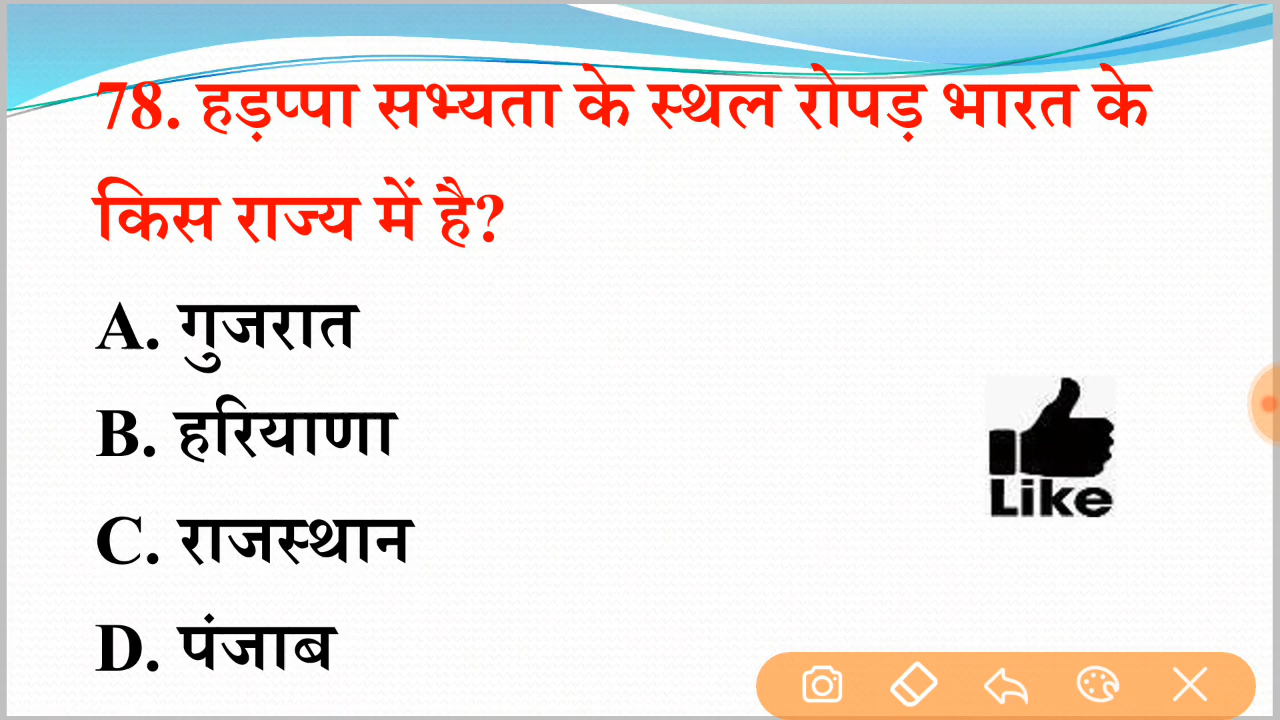 78. हड़प्पा सभ्यता के स्थल रोपड़ भारत के
किस राज्य में है?
A. गुजरात
B. हरियाणा
C. राजस्थान
D. पंजाब
Like